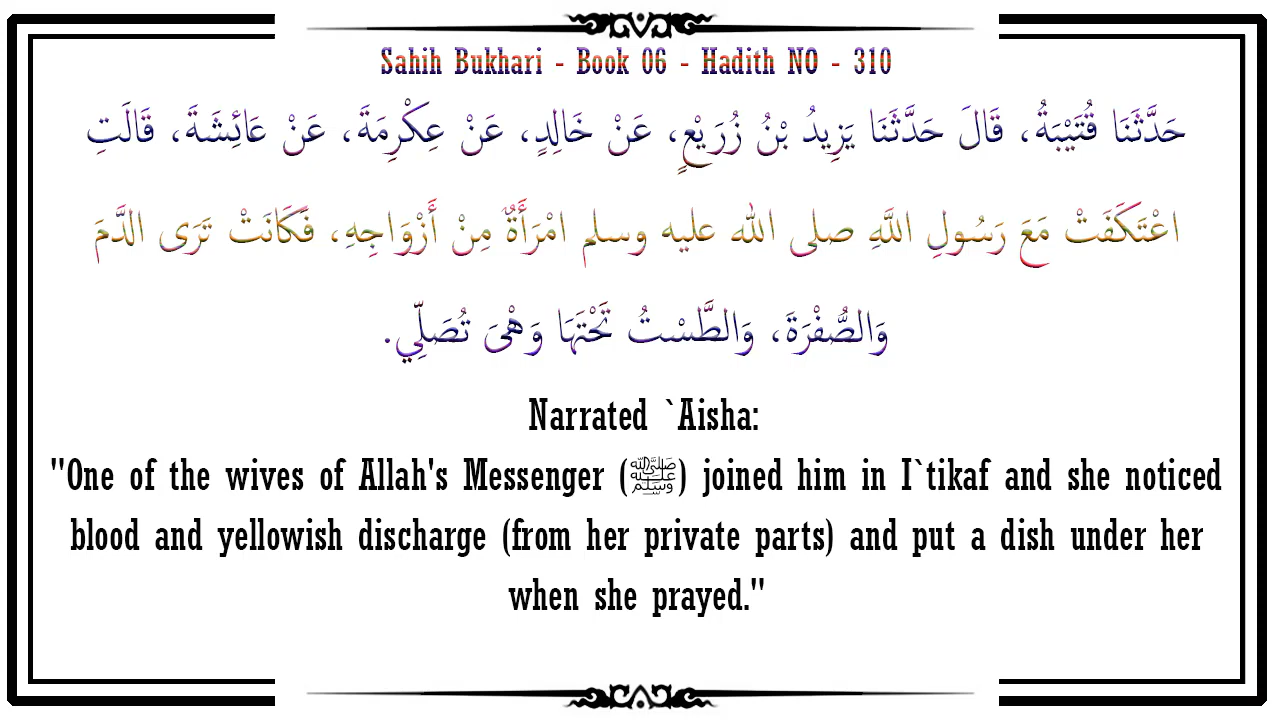 Sahih Bukhari - Book 06 - Hadith NO - 310
حَدَّثَنَا قُتَيْبَةُ، قَالَ حَدَّثَنَا يَزِيدُ بْنُ زُرَيْعٍ، عَنْ خَالِدٍ، عَنْ عِكْرِمَةَ، عَنْ عَائِشَةَ، قَالَتِ
اعْتَكَفَتْ مَعَ رَسُولِ اللَّهِ صلى الله عليه وسلم امْرَأَةٌ مِنْ أَزْوَاجِهِ، فَكَانَتْ تَرَى الدَّمَ
وَالصُّفْرَةَ، وَالطَّسْتُ تَحْتَهَا وَهْىَ تُصَلِّي.
Narrated `Aisha:
"One of the wives of Allah's Messenger (ﷺ) joined him in I`tikaf and she noticed
blood and yellowish discharge (from her private parts) and put a dish under her
when she prayed."